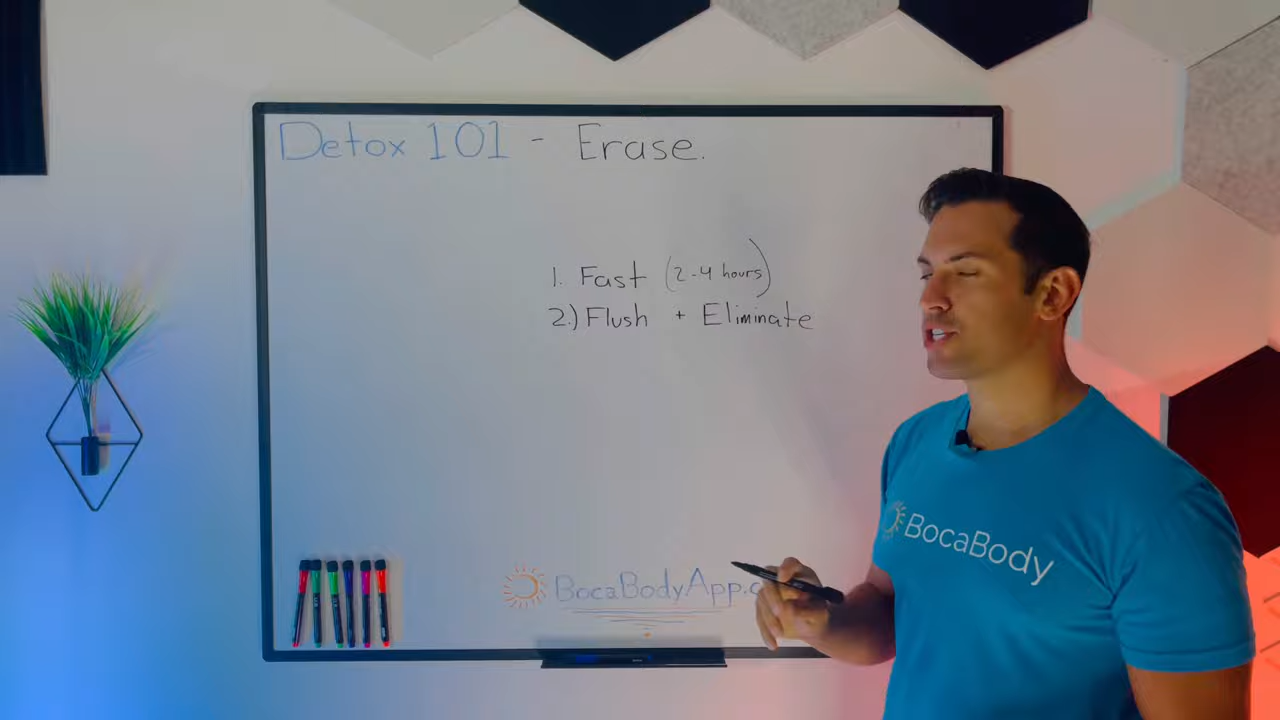 Detox 101 - Erase.
1. Fast (2-4 hours)
2.) Flush + Eliminate
BocaBodyApp.c
BocaBody